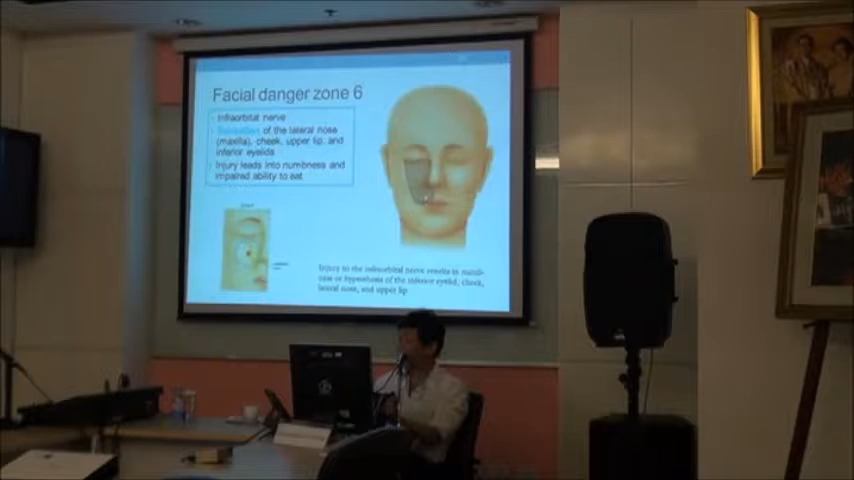 Facial danger zone 6
Infraorbital nerve
of the lateral nose
(maxilla), cheek, upper lip, and
inferior eyelids
Injury leads into numbness and
impaired ability to eat
Injury to the infraorbital nerve results in numb-
ness or hypesthesia of the inferior eyelid, cheek,
lateral nose, and upper lip